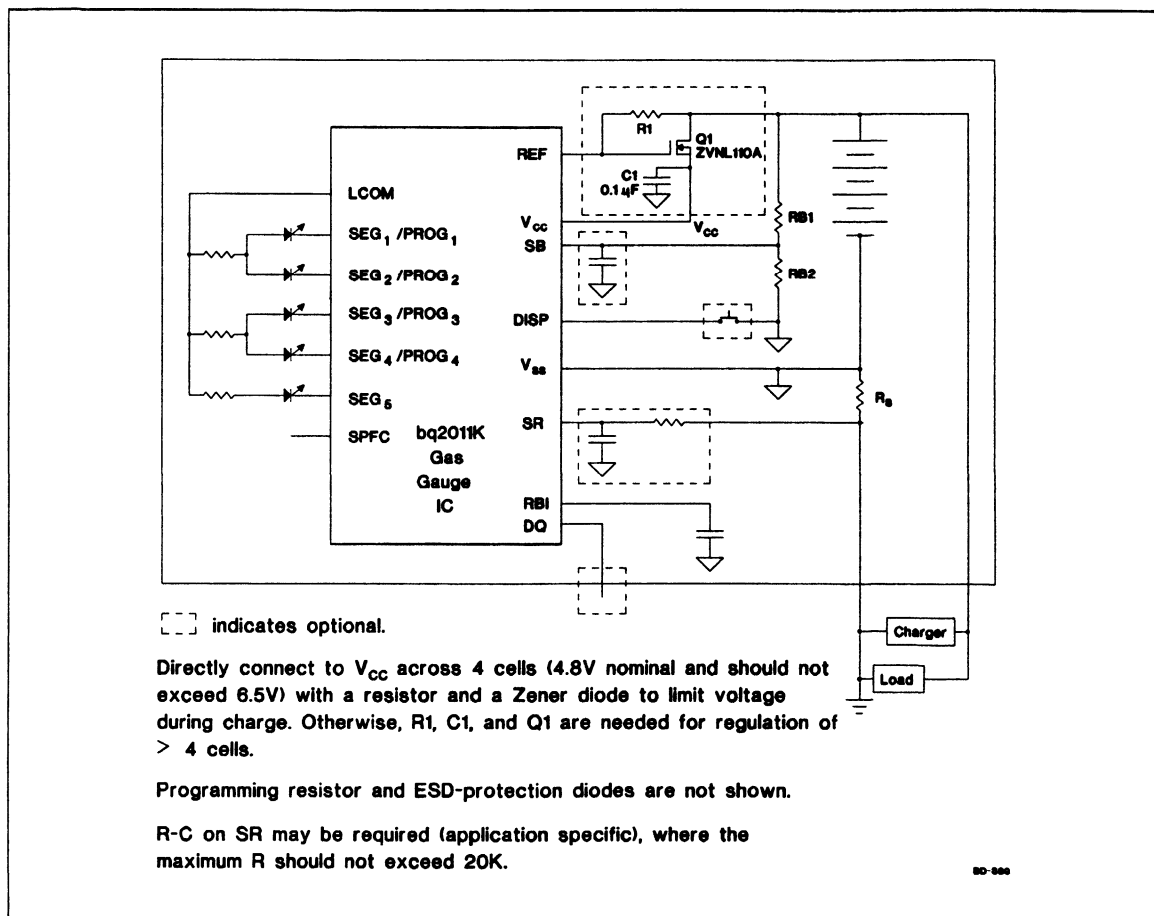 R1
Q1
ZVNL110A
REF
C1
0.1 µF
LCOM
RB1
VCC
VCC
SEG1 /PROG1
SB
SEG2 /PROG2
RB2
SEG3 /PROG3
DISP
SEG4 /PROG4
Vss
SEG5
Rs
SR
SPFC
bq2011K
Gas
Gauge
IC
RBI
DQ
indicates optional.
Charger
Load
Directly connect to VCC across 4 cells (4.8V nominal and should not
exceed 6.5V) with a resistor and a Zener diode to limit voltage
during charge. Otherwise, R1, C1, and Q1 are needed for regulation of
> 4 cells.
Programming resistor and ESD-protection diodes are not shown.
R-C on SR may be required (application specific), where the
maximum R should not exceed 20K.